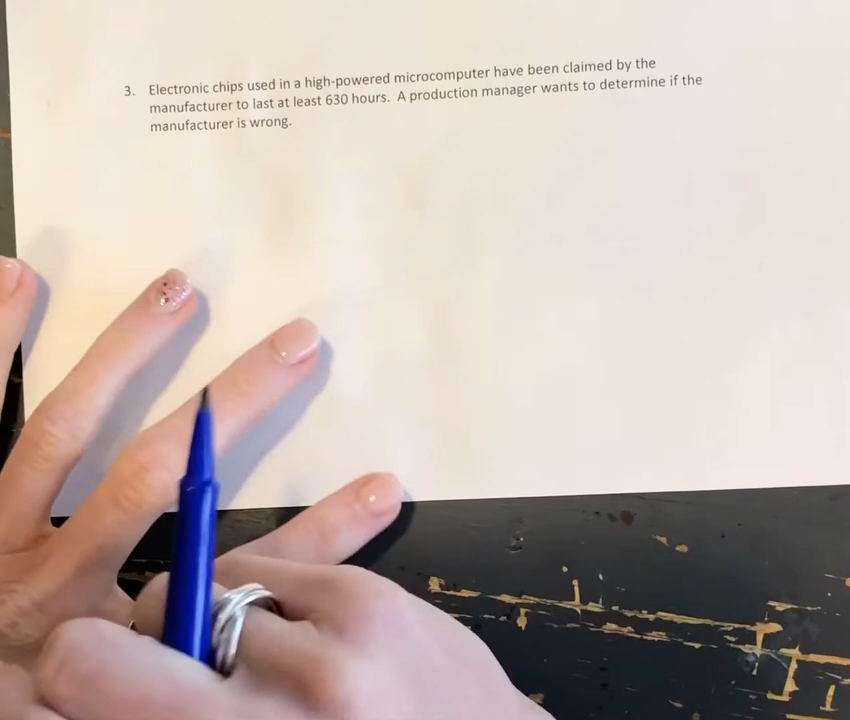 3. Electronic chips used in a high-powered microcomputer have been claimed by the
manufacturer to last at least 630 hours. A production manager wants to determine if the
manufacturer is wrong.